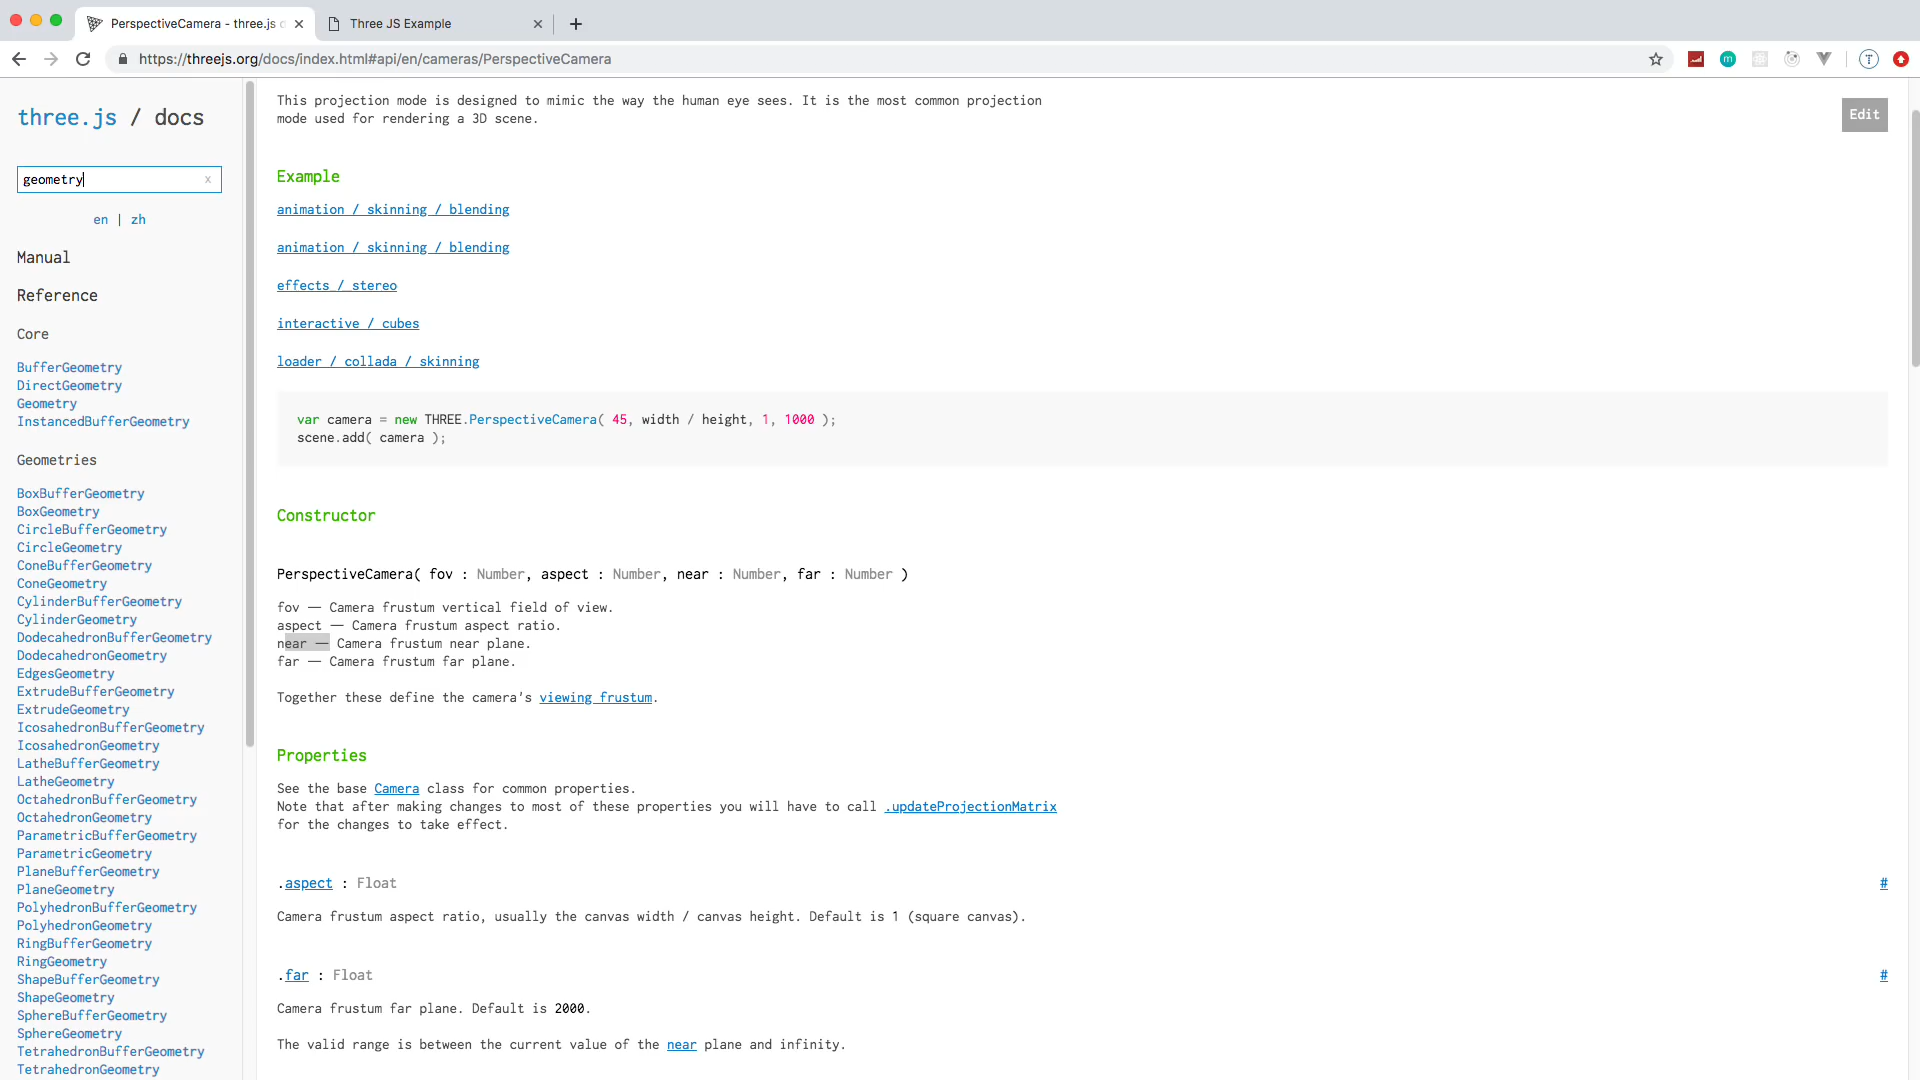 PerspectiveCamera - three.js d
Three JS Example
https://threejs.org/docs/index.html#api/en/cameras/PerspectiveCamera
three.js / docs
geometry
x
en | zh
Manual
Reference
Core
BufferGeometry
DirectGeometry
Geometry
InstancedBufferGeometry
Geometries
BoxBufferGeometry
BoxGeometry
CircleBufferGeometry
CircleGeometry
ConeBufferGeometry
ConeGeometry
CylinderBufferGeometry
CylinderGeometry
DodecahedronBufferGeometry
DodecahedronGeometry
EdgesGeometry
ExtrudeBufferGeometry
ExtrudeGeometry
IcosahedronBufferGeometry
IcosahedronGeometry
LatheBufferGeometry
LatheGeometry
OctahedronBufferGeometry
OctahedronGeometry
ParametricBufferGeometry
ParametricGeometry
PlaneBufferGeometry
PlaneGeometry
PolyhedronBufferGeometry
PolyhedronGeometry
RingBufferGeometry
RingGeometry
ShapeBufferGeometry
ShapeGeometry
SphereBufferGeometry
SphereGeometry
TetrahedronBufferGeometry
TetrahedronGeometry
This projection mode is designed to mimic the way the human eye sees. It is the most common projection
mode used for rendering a 3D scene.
Edit
Example
animation / skinning / blending
animation / skinning / blending
effects / stereo
interactive / cubes
loader / collada / skinning
var camera = new THREE.PerspectiveCamera( 45, width / height, 1, 1000 );
scene.add( camera );
Constructor
PerspectiveCamera( fov : Number, aspect : Number, near : Number, far : Number )
fov — Camera frustum vertical field of view.
aspect — Camera frustum aspect ratio.
near — Camera frustum near plane.
far — Camera frustum far plane.
Together these define the camera's viewing frustum.
Properties
See the base Camera class for common properties.
Note that after making changes to most of these properties you will have to call .updateProjectionMatrix
for the changes to take effect.
.aspect : Float
#
Camera frustum aspect ratio, usually the canvas width / canvas height. Default is 1 (square canvas).
.far : Float
#
Camera frustum far plane. Default is 2000.
The valid range is between the current value of the near plane and infinity.